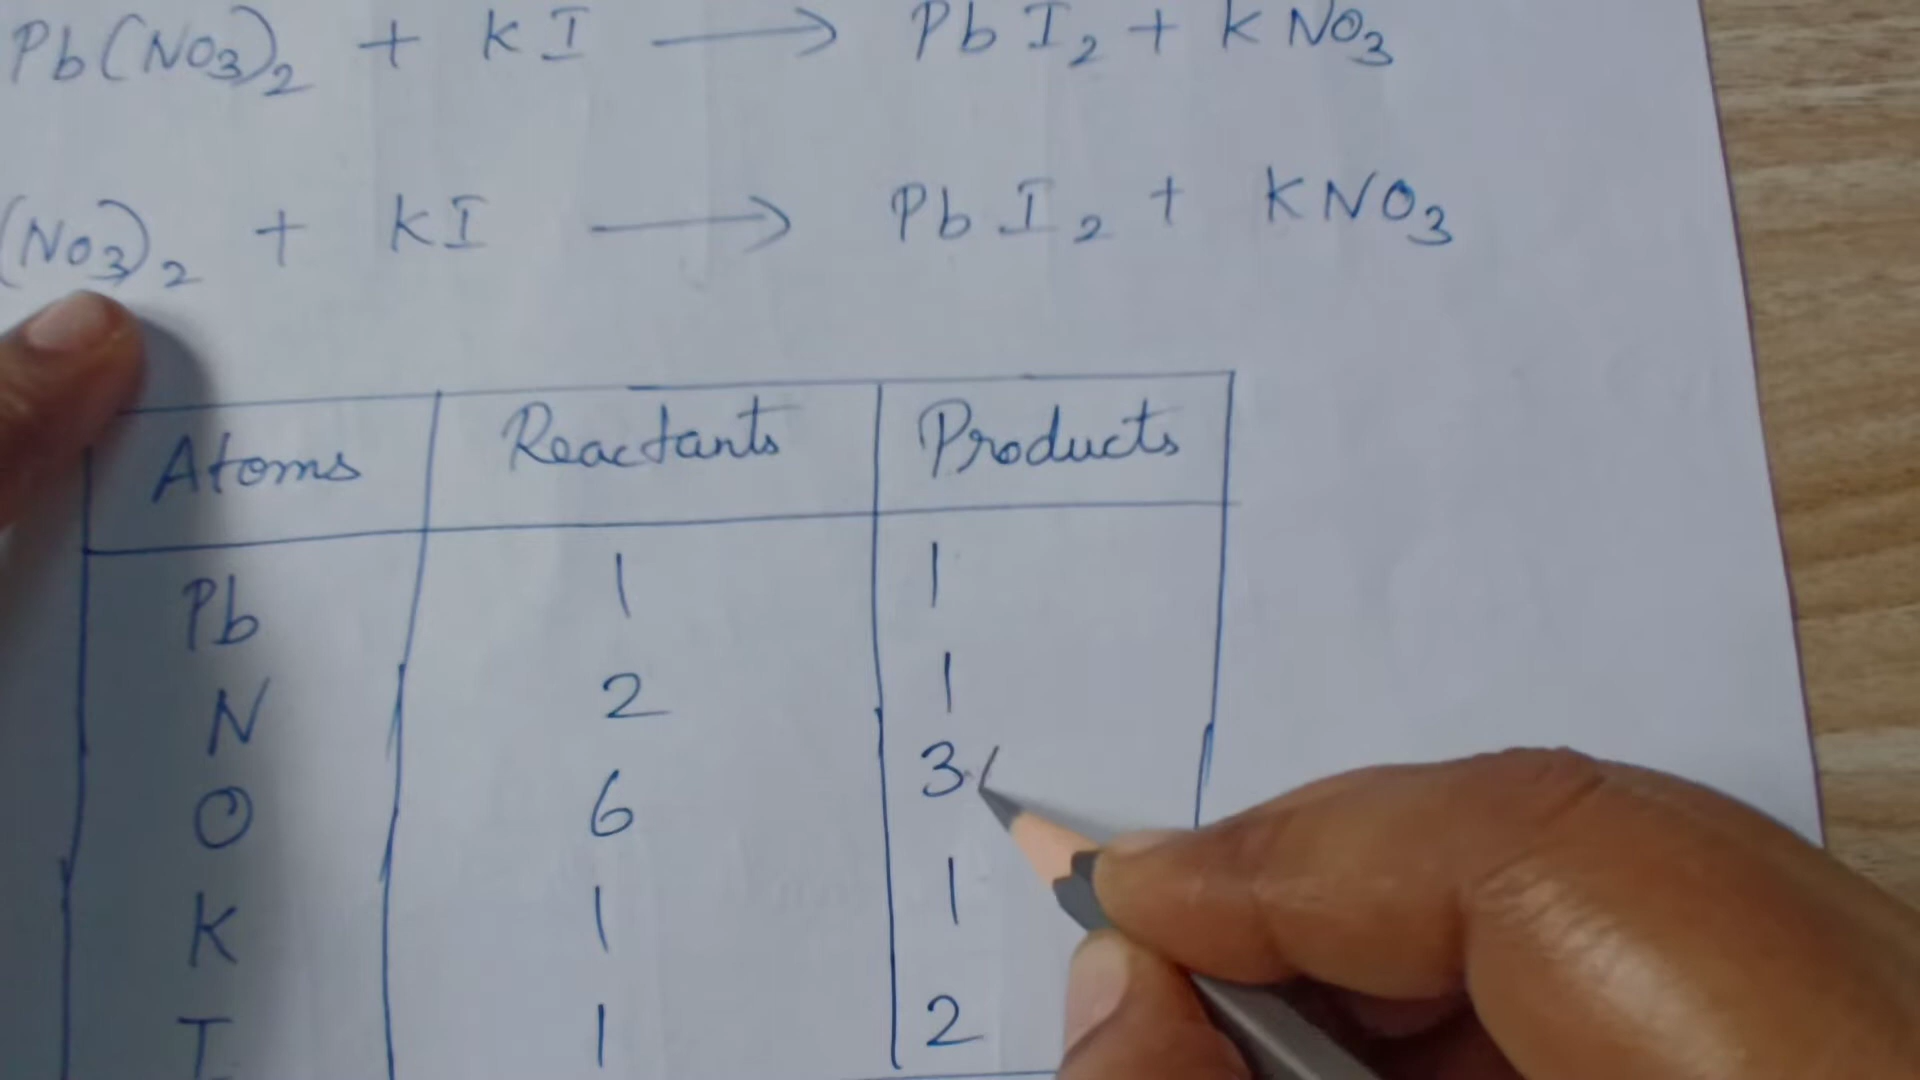 Pb(NO3)2 + KI → PbI2 + KNO3
(NO3)2 + KI → PbI2 + KNO3
Atoms Reactants Products
Pb 1 1
N 2 1
O 6 3
K 1 1
I 1 2